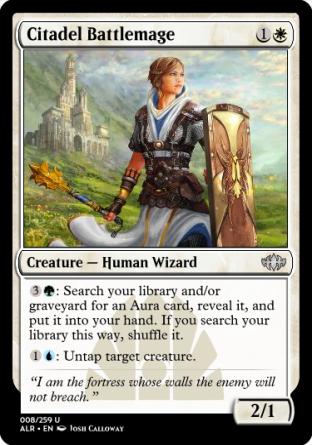 Citadel Battlemage 1
Creature — Human Wizard
3 : Search your library and/or
graveyard for an Aura card, reveal it, and
put it into your hand. If you search your
library this way, shuffle it.
1 : Untap target creature.
“I am the fortress whose walls the enemy will
not breach.”
2/1
008/259 U
ALR • EN Josh Calloway